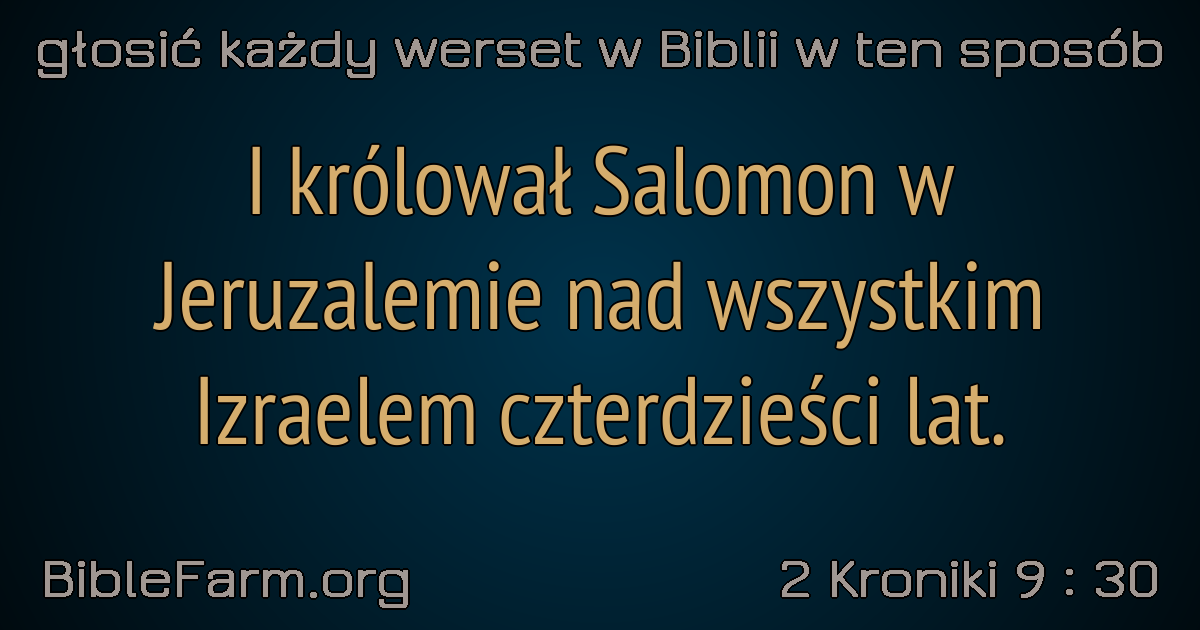 głosić każdy werset w Biblii w ten sposób
I królował Salomon w
Jeruzalemie nad wszystkim
Izraelem czterdzieści lat.
BibleFarm.org
2 Kroniki 9 : 30